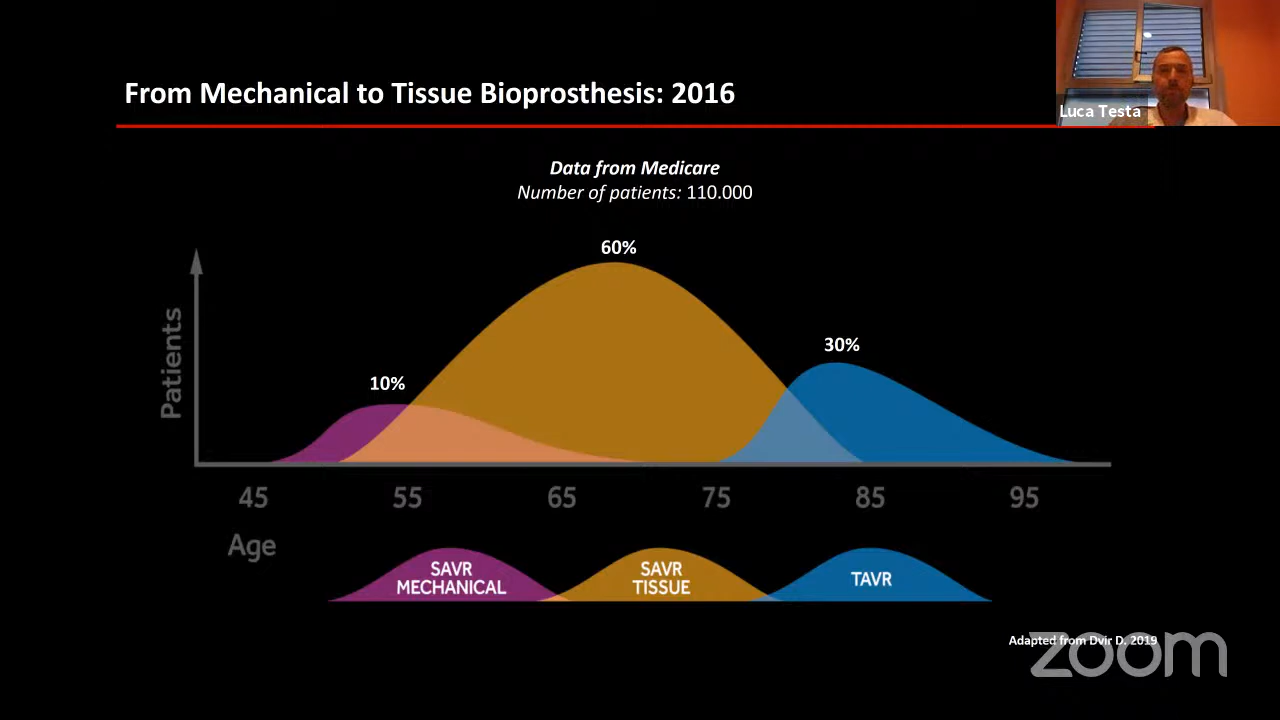 From Mechanical to Tissue Bioprosthesis: 2016
Luca Testa
Data from Medicare
Number of patients: 110.000
60%
30%
10%
Patients
45 55 65 75 85 95
Age
SAVR
MECHANICAL
SAVR
TISSUE
TAVR
Adapted from Dvir D. 2019
zoom